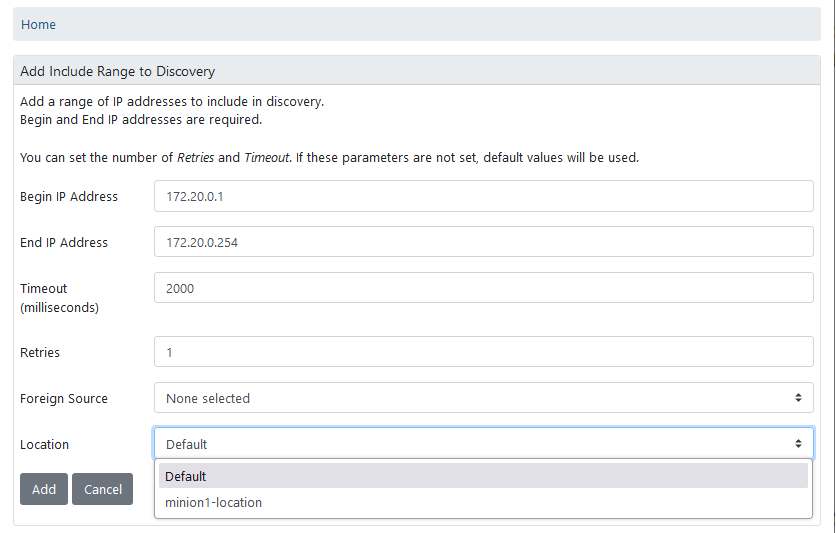 Home
Add Include Range to Discovery
Add a range of IP addresses to include in discovery.
Begin and End IP addresses are required.
You can set the number of Retries and Timeout. If these parameters are not set, default values will be used.
Begin IP Address
172.20.0.1
End IP Address
172.20.0.254
Timeout
(milliseconds)
2000
Retries
1
Foreign Source
None selected
Location
Default
Default
minion1-location
Add
Cancel